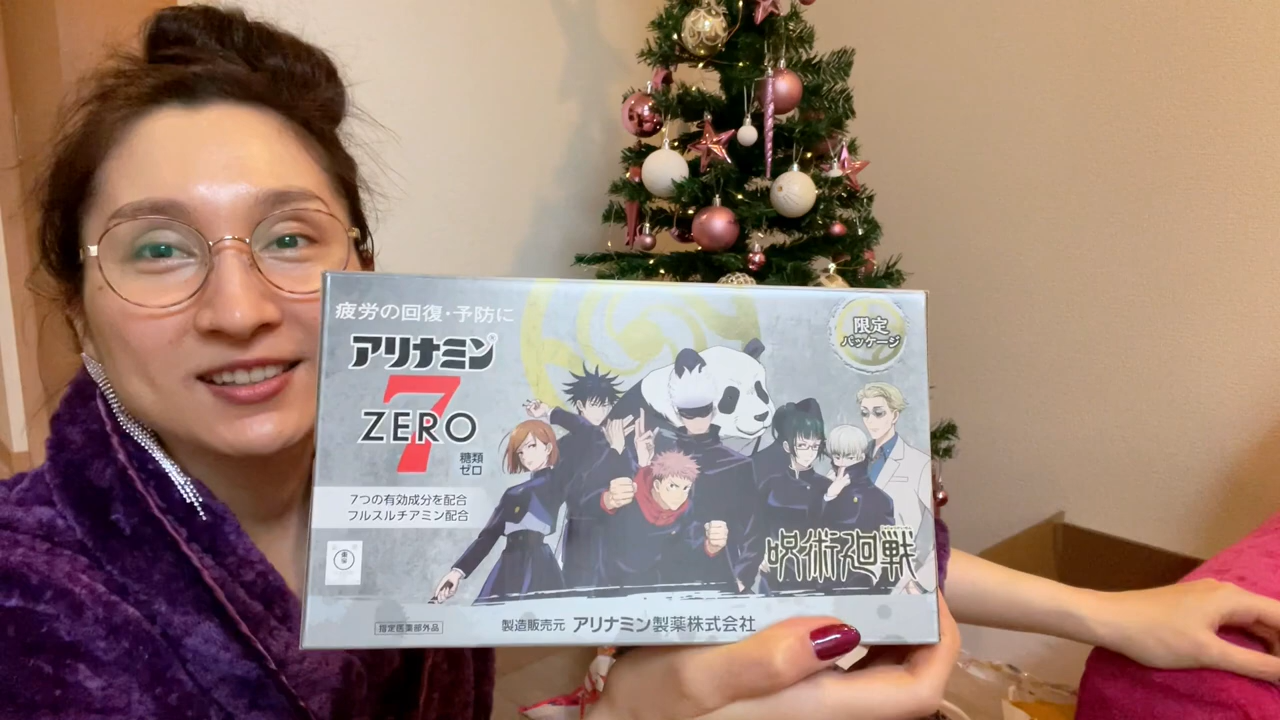 疲労の回復・予防に
アリナミン
7
ZERO
糖類
ゼロ
7つの有効成分を配合
フルスルチアミン配合
指定医薬部外品
製造販売元 アリナミン製薬株式会社
限定
パッケージ
呪術廻戦